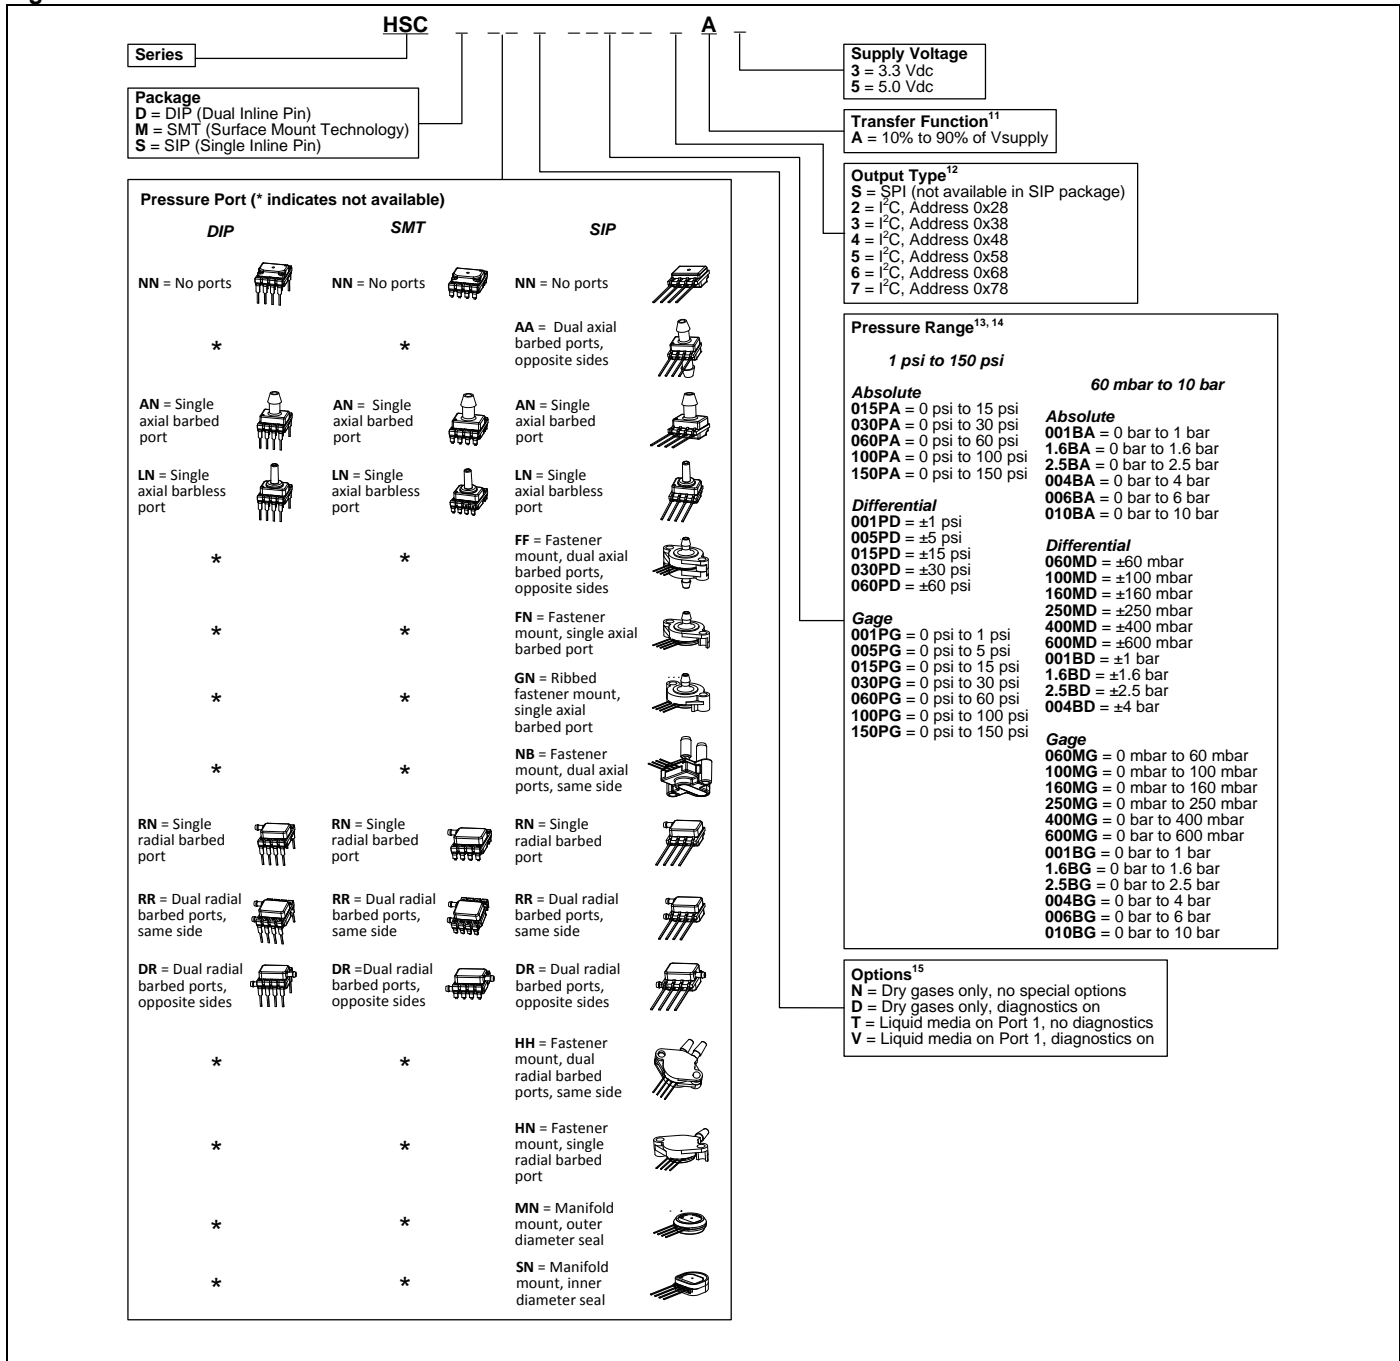 HSC _ _ _ _ _ _ _ _ _ _ A _
Series
Package
D = DIP (Dual Inline Pin)
M = SMT (Surface Mount Technology)
S = SIP (Single Inline Pin)
Pressure Port (* indicates not available)
DIP SMT SIP
NN = No ports
NN = No ports
NN = No ports
*
*
AA = Dual axial
barbed ports,
opposite sides
AN = Single
axial barbed
port
AN = Single
axial barbed
port
AN = Single
axial barbed
port
LN = Single
axial barbless
port
LN = Single
axial barbless
port
LN = Single
axial barbless
port
*
*
FF = Fastener
mount, dual axial
barbed ports,
opposite sides
*
*
FN = Fastener
mount, single axial
barbed port
*
*
GN = Ribbed
fastener mount,
single axial
barbed port
*
*
NB = Fastener
mount, dual axial
ports, same side
RN = Single
radial barbed
port
RN = Single
radial barbed
port
RN = Single
radial barbed
port
RR = Dual radial
barbed ports,
same side
RR = Dual radial
barbed ports,
same side
RR = Dual radial
barbed ports,
same side
DR = Dual radial
barbed ports,
opposite sides
DR =Dual radial
barbed ports,
opposite sides
DR = Dual radial
barbed ports,
opposite sides
*
*
HH = Fastener
mount, dual
radial barbed
ports, same side
*
*
HN = Fastener
mount, single
radial barbed
port
*
*
MN = Manifold
mount, outer
diameter seal
*
*
SN = Manifold
mount, inner
diameter seal
Supply Voltage
3 = 3.3 Vdc
5 = 5.0 Vdc
Transfer Function¹¹
A = 10% to 90% of Vsupply
Output Type¹²
S = SPI (not available in SIP package)
2 = I²C, Address 0x28
3 = I²C, Address 0x38
4 = I²C, Address 0x48
5 = I²C, Address 0x58
6 = I²C, Address 0x68
7 = I²C, Address 0x78
Pressure Range¹³, ¹⁴
1 psi to 150 psi
Absolute
015PA = 0 psi to 15 psi
030PA = 0 psi to 30 psi
060PA = 0 psi to 60 psi
100PA = 0 psi to 100 psi
150PA = 0 psi to 150 psi
Differential
001PD = ±1 psi
005PD = ±5 psi
015PD = ±15 psi
030PD = ±30 psi
060PD = ±60 psi
Gage
001PG = 0 psi to 1 psi
005PG = 0 psi to 5 psi
015PG = 0 psi to 15 psi
030PG = 0 psi to 30 psi
060PG = 0 psi to 60 psi
100PG = 0 psi to 100 psi
150PG = 0 psi to 150 psi
60 mbar to 10 bar
Absolute
001BA = 0 bar to 1 bar
1.6BA = 0 bar to 1.6 bar
2.5BA = 0 bar to 2.5 bar
004BA = 0 bar to 4 bar
006BA = 0 bar to 6 bar
010BA = 0 bar to 10 bar
Differential
060MD = ±60 mbar
100MD = ±100 mbar
160MD = ±160 mbar
250MD = ±250 mbar
400MD = ±400 mbar
600MD = ±600 mbar
001BD = ±1 bar
1.6BD = ±1.6 bar
2.5BD = ±2.5 bar
004BD = ±4 bar
Gage
060MG = 0 mbar to 60 mbar
100MG = 0 mbar to 100 mbar
160MG = 0 mbar to 160 mbar
250MG = 0 mbar to 250 mbar
400MG = 0 bar to 400 mbar
600MG = 0 bar to 600 mbar
001BG = 0 bar to 1 bar
1.6BG = 0 bar to 1.6 bar
2.5BG = 0 bar to 2.5 bar
004BG = 0 bar to 4 bar
006BG = 0 bar to 6 bar
010BG = 0 bar to 10 bar
Options¹⁵
N = Dry gases only, no special options
D = Dry gases only, diagnostics on
T = Liquid media on Port 1, no diagnostics
V = Liquid media on Port 1, diagnostics on